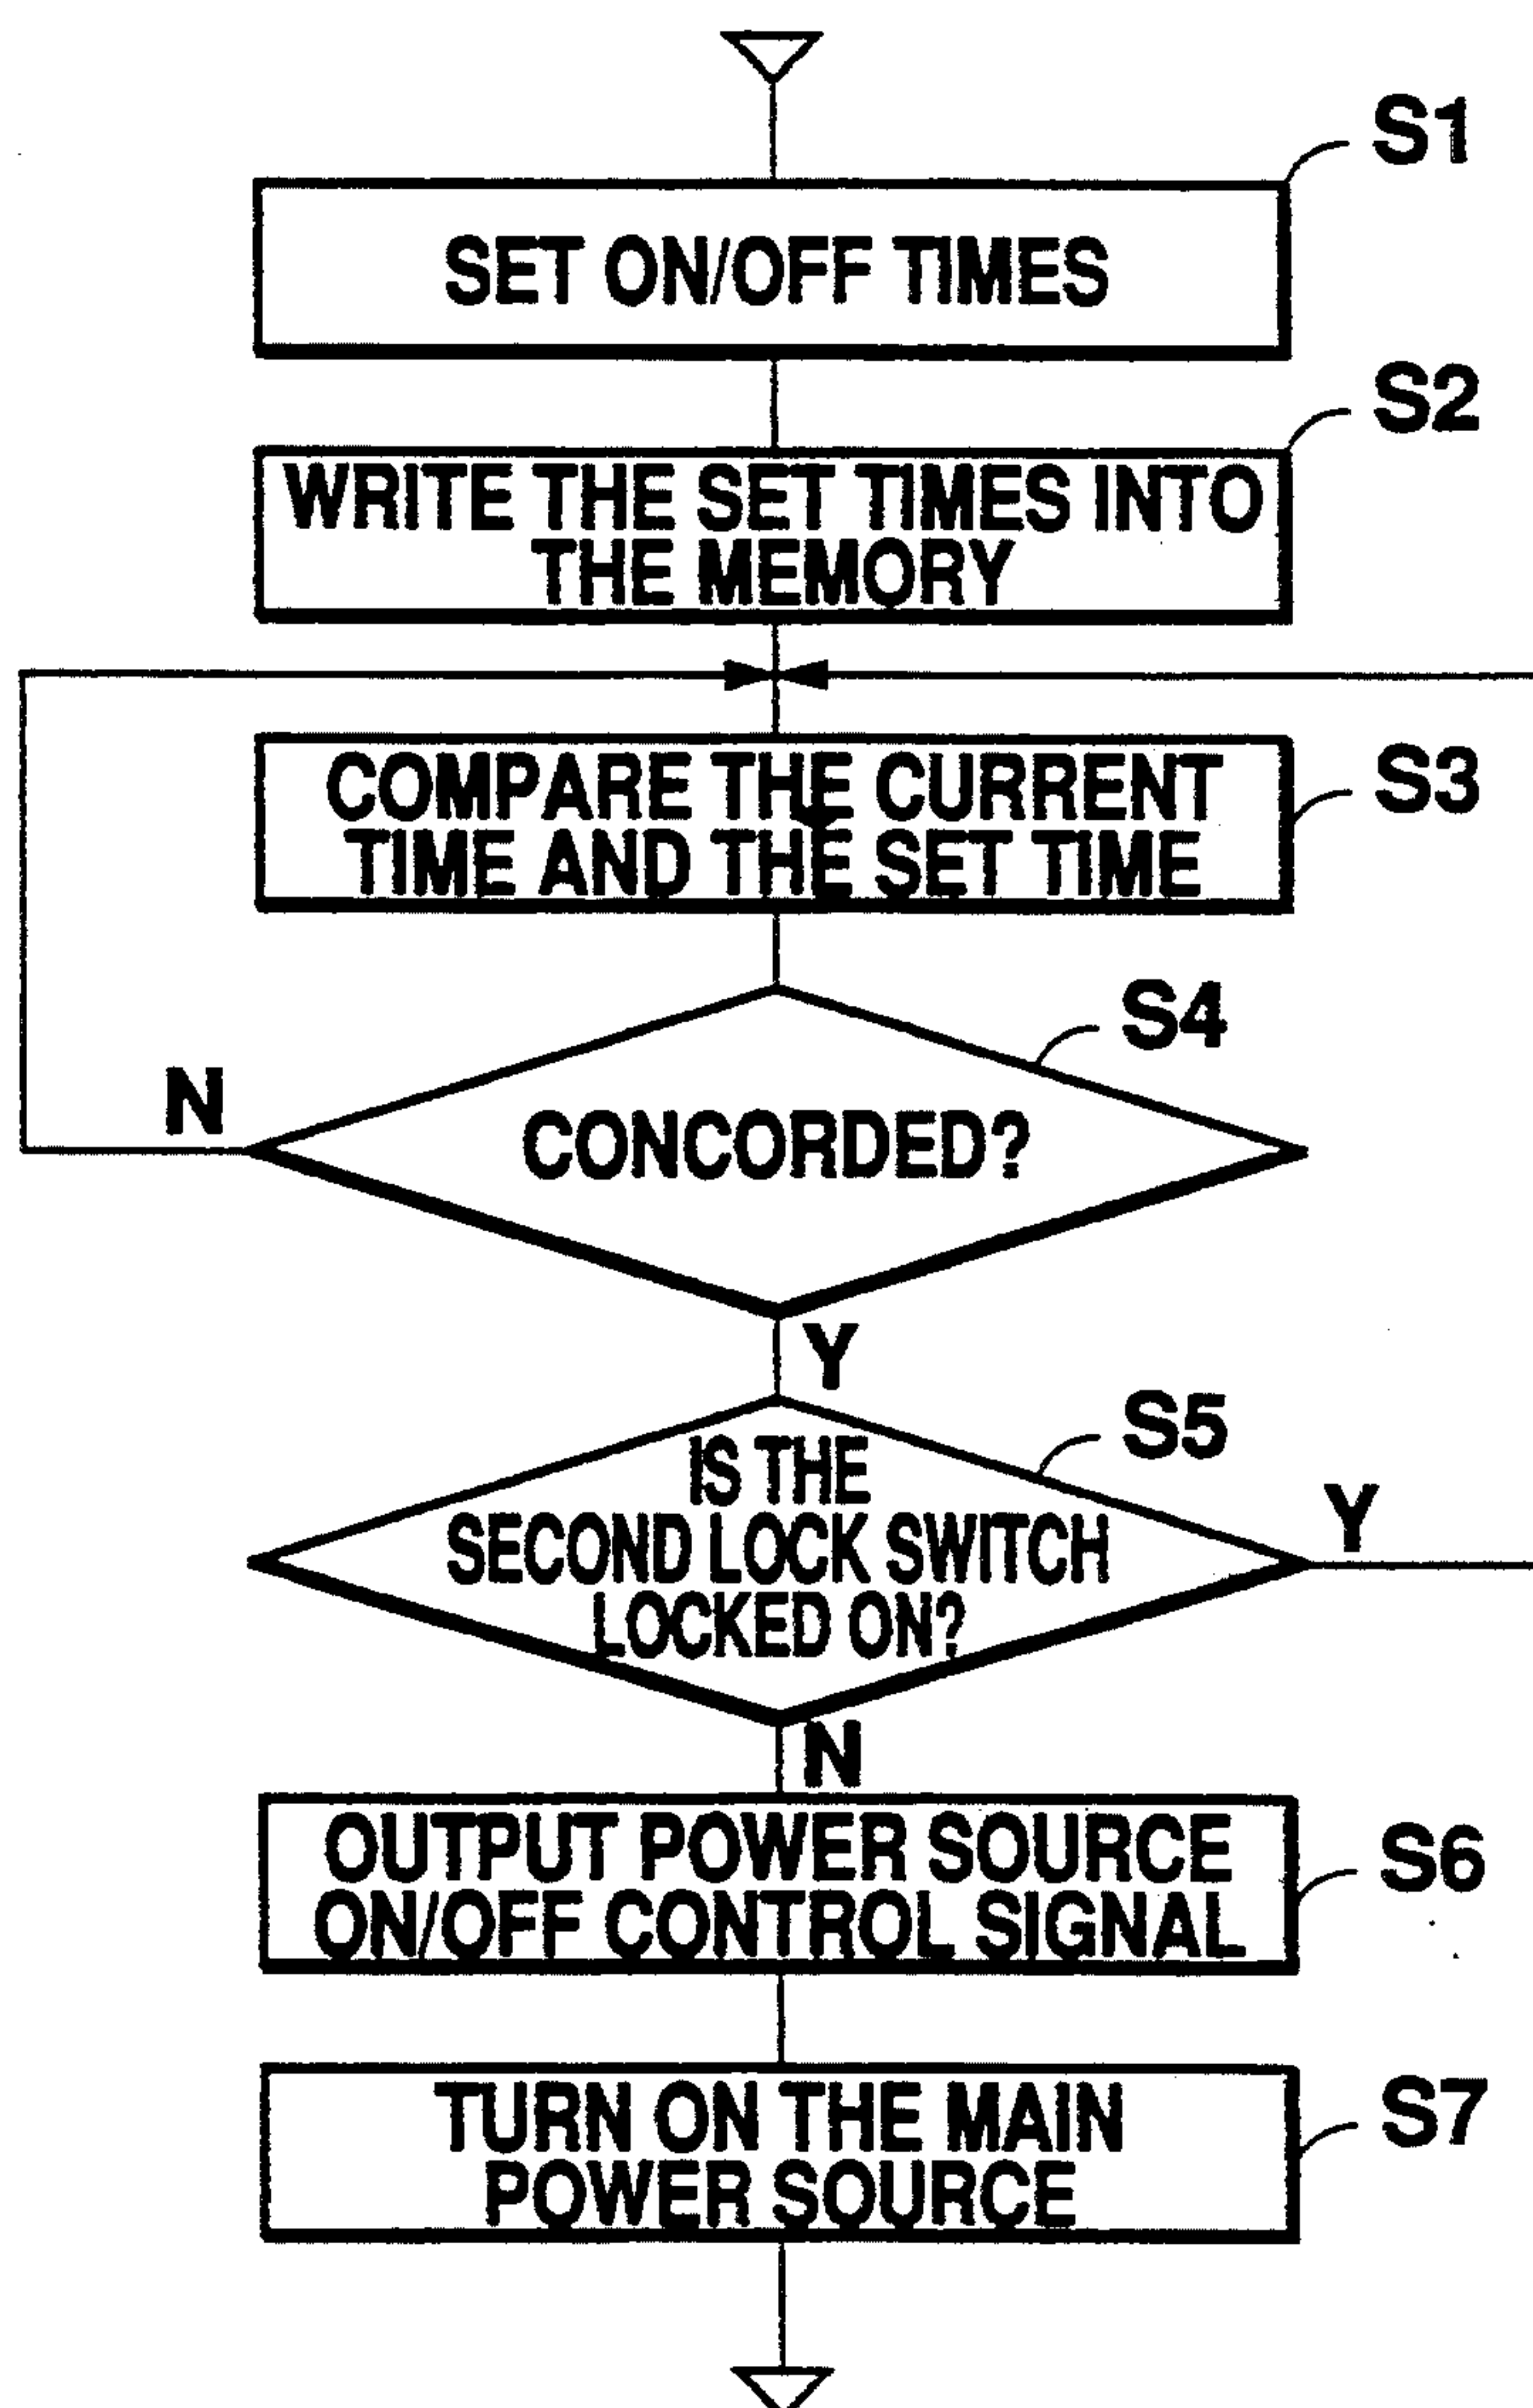 S1
SET ON/OFF TIMES
S2
WRITE THE SET TIMES INTO
THE MEMORY
COMPARE THE CURRENT
TIME AND THE SET TIME
S3
S4
N
CONCORDED?
Y
S5
IS THE
SECOND LOCK SWITCH
LOCKED ON?
Y
N
OUTPUT POWER SOURCE
ON/OFF CONTROL SIGNAL
S6
TURN ON THE MAIN
POWER SOURCE
S7